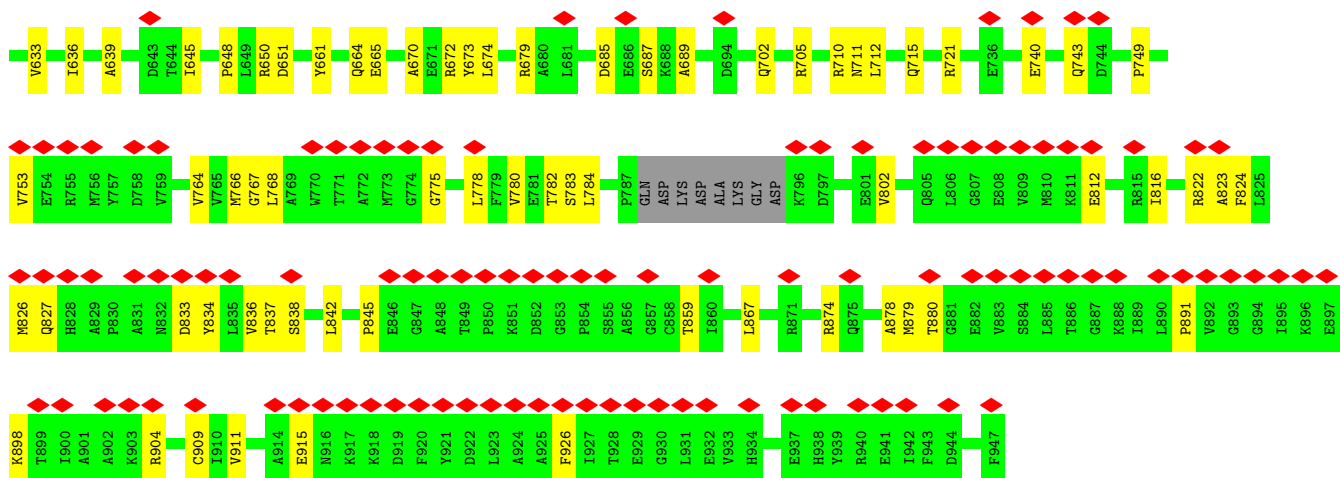 V633 I636 A639 D643 T644 I645 P648 L649 R650 D651 Y661 Q664 E665 A670 E671 R672 Y673 L674 R679 A680 L681 D685 E686 S687 K688 A689 D694 Q702 R705 R710 N711 L712 Q715 R721 E736 E740 Q743 D744 P749
V753 E754 R755 M756 Y757 D758 V759 V764 V765 M766 G767 L768 A769 W770 T771 A772 M773 G774 G775 L778 F779 V780 E781 T782 S783 L784 P787 GLN ASP LYS ASP ALA LYS GLY ASP K796 D797 E801 V802 Q805 L806 G807 E808 V809 M810 K811 E812 R815 I816 R822 A823 F824 L825
M826 Q827 H828 A829 P830 A831 N832 D833 Y834 L835 V836 T837 S838 L842 P845 E846 G847 A848 T849 P850 K851 D852 G853 P854 S855 A856 G857 C858 T859 I860 L867 R871 R874 Q875 A878 M879 T880 G881 E882 V883 S884 L885 T886 G887 K888 I889 L890 P891 V892 G893 G894 I895 K896 E897
K898 T899 I900 A901 A902 K903 R904 C909 I910 V911 A914 E915 N916 K917 K918 D919 F920 Y921 D922 L923 A924 A925 F926 I927 T928 E929 G930 L931 E932 V933 H934 E937 H938 Y939 R940 E941 I942 F943 D944 F947